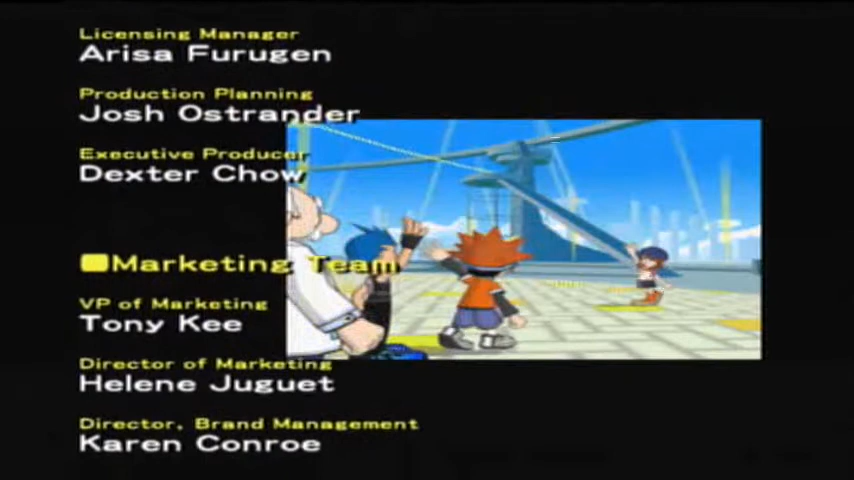 Licensing Manager
Arisa Furugen
Production Planning
Josh Ostrander
Executive Producer
Dexter Chow
Marketing Team
VP of Marketing
Tony Kee
Director of Marketing
Helene Juguet
Director, Brand Management
Karen Conroe